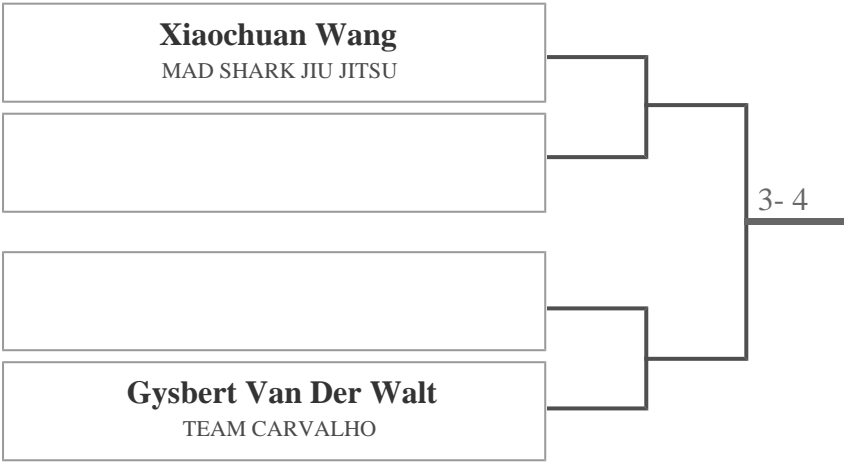 Xiaochuan Wang
MAD SHARK JIU JITSU
3- 4
Gysbert Van Der Walt
TEAM CARVALHO